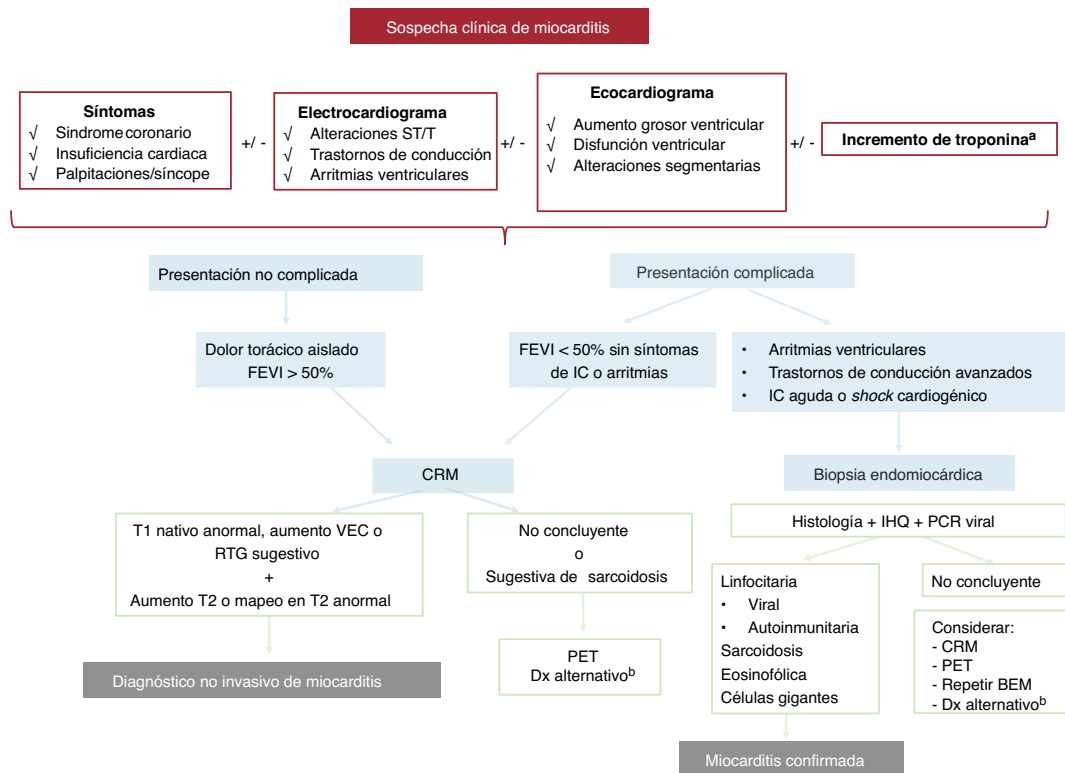 Sospecha clínica de miocarditis
Síntomas
√ Sindrome coronario
√ Insuficiencia cardiaca
√ Palpitaciones/síncope
+/ -
Electrocardiograma
√ Alteraciones ST/T
√ Trastornos de conducción
√ Arritmias ventriculares
+/ -
Ecocardiograma
√ Aumento grosor ventricular
√ Disfunción ventricular
√ Alteraciones segmentarias
+/ -
Incremento de troponinaᵃ
Presentación no complicada
Presentación complicada
Dolor torácico aislado
FEVI > 50%
FEVI < 50% sin síntomas
de IC o arritmias
• Arritmias ventriculares
• Trastornos de conducción avanzados
• IC aguda o shock cardiogénico
CRM
Biopsia endomiocárdica
T1 nativo anormal, aumento VEC o
RTG sugestivo
+
Aumento T2 o mapeo en T2 anormal
No concluyente
o
Sugestiva de sarcoidosis
Histología + IHQ + PCR viral
Linfocitaria
• Viral
• Autoinmunitaria
Sarcoidosis
Eosinofólica
Células gigantes
No concluyente
Considerar:
- CRM
- PET
- Repetir BEM
- Dx alternativoᵇ
PET
Dx alternativoᵇ
Diagnóstico no invasivo de miocarditis
Miocarditis confirmada